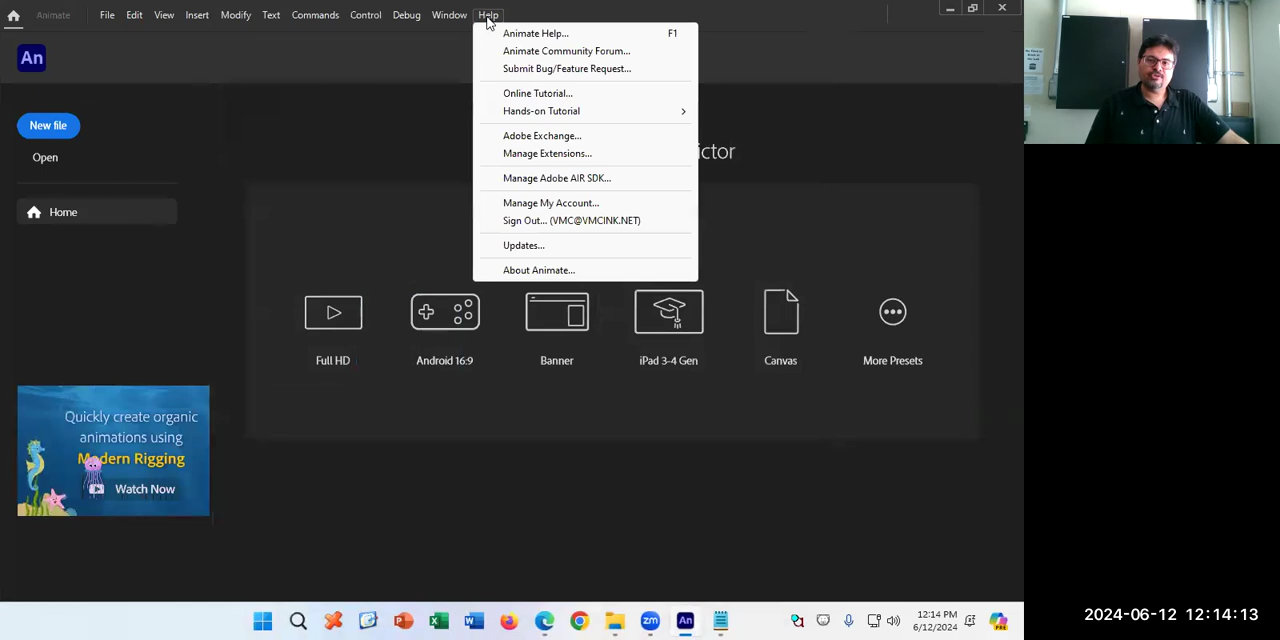 Animate
File
Edit
View
Insert
Modify
Text
Commands
Control
Debug
Window
Help
An
Animate Help... F1
Animate Community Forum...
Submit Bug/Feature Request...
Online Tutorial...
Hands-on Tutorial
Adobe Exchange...
Manage Extensions...
Manage Adobe AIR SDK...
Manage My Account...
Sign Out... (VMC@VMCINK.NET)
Updates...
About Animate...
New file
Open
Home
ictor
Full HD
Android 16:9
Banner
iPad 3-4 Gen
Canvas
More Presets
Quickly create organic
animations using
Modern Rigging
Watch Now
zm
An
12:14 PM
6/12/2024
PRE
2024-06-12 12:14:13